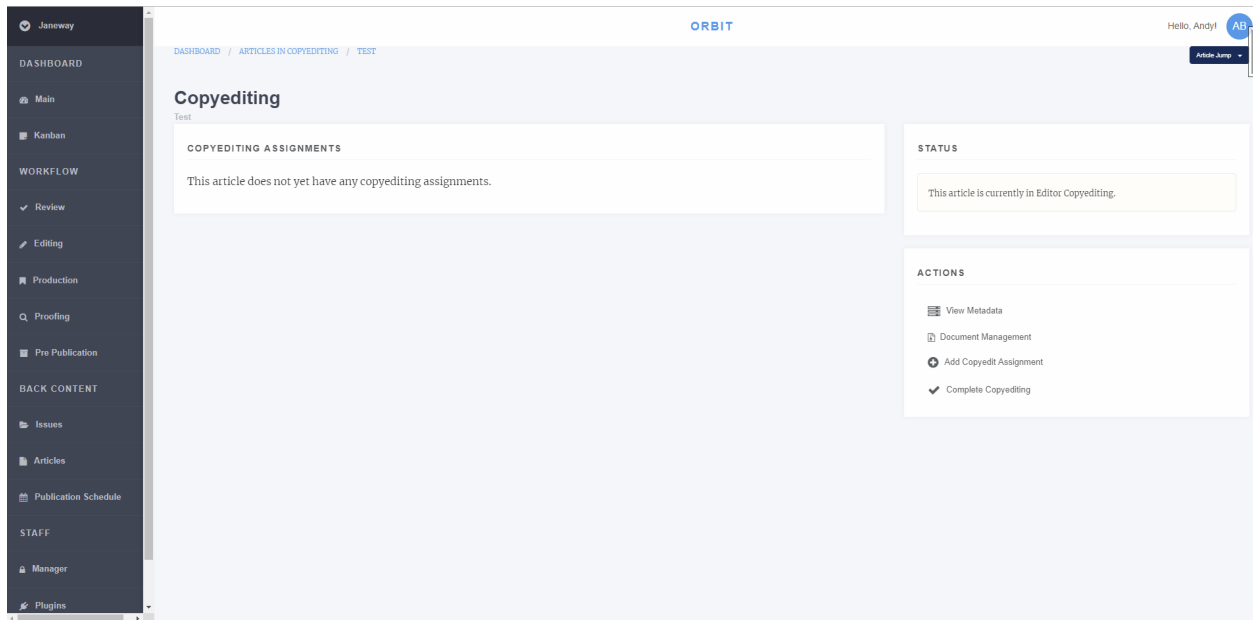 Janeway
ORBIT
Hello, Andy!
AB
DASHBOARD
Main
Kanban
WORKFLOW
Review
Editing
Production
Proofing
Pre Publication
BACK CONTENT
Issues
Articles
Publication Schedule
STAFF
Manager
Plugins
DASHBOARD / ARTICLES IN COPYEDITING / TEST
Article Jump
Copyediting
Test
COPYEDITING ASSIGNMENTS
This article does not yet have any copyediting assignments.
STATUS
This article is currently in Editor Copyediting.
ACTIONS
View Metadata
Document Management
Add Copyedit Assignment
Complete Copyediting